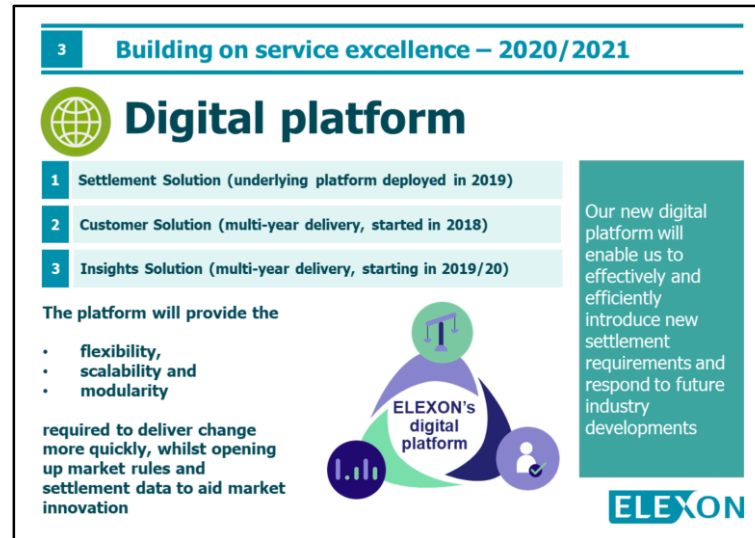 3
Building on service excellence – 2020/2021
Digital platform
1 Settlement Solution (underlying platform deployed in 2019)
2 Customer Solution (multi-year delivery, started in 2018)
3 Insights Solution (multi-year delivery, starting in 2019/20)
The platform will provide the
• flexibility,
• scalability and
• modularity
required to deliver change
more quickly, whilst opening
up market rules and
settlement data to aid market
innovation
ELEXON's
digital
platform
Our new digital
platform will
enable us to
effectively and
efficiently
introduce new
settlement
requirements and
respond to future
industry
developments
ELEXON